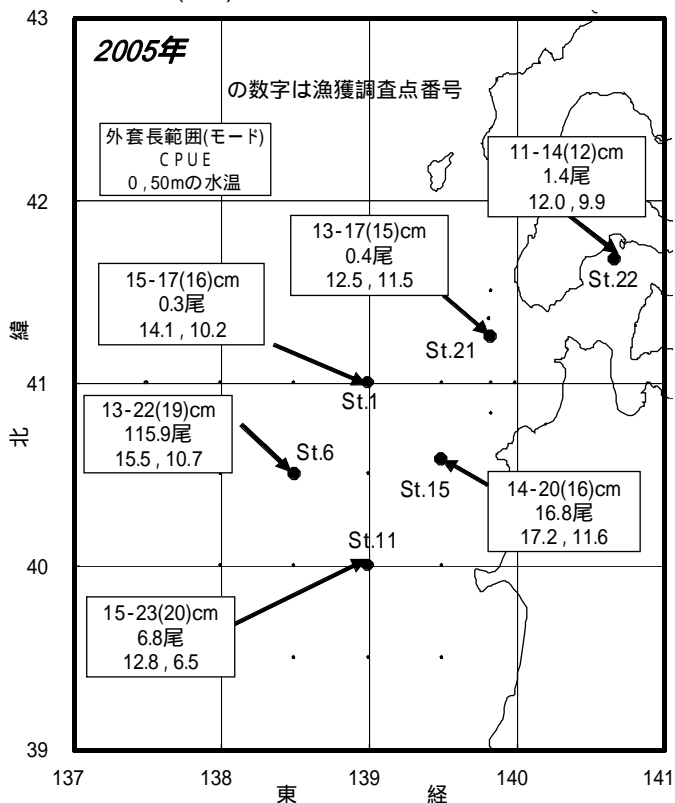 43
2005年
の数字は漁獲調査点番号
外套長範囲(モード)
CPUE
0 , 50mの水温
11-14(12)cm
1.4尾
12.0 , 9.9
42
13-17(15)cm
0.4尾
12.5 , 11.5
St.22
15-17(16)cm
0.3尾
14.1 , 10.2
緯
St.21
41
St.1
13-22(19)cm
115.9尾
15.5 , 10.7
北
St.6
St.15
14-20(16)cm
16.8尾
17.2 , 11.6
St.11
40
15-23(20)cm
6.8尾
12.8 , 6.5
39
137
138
139
140
141
東 経